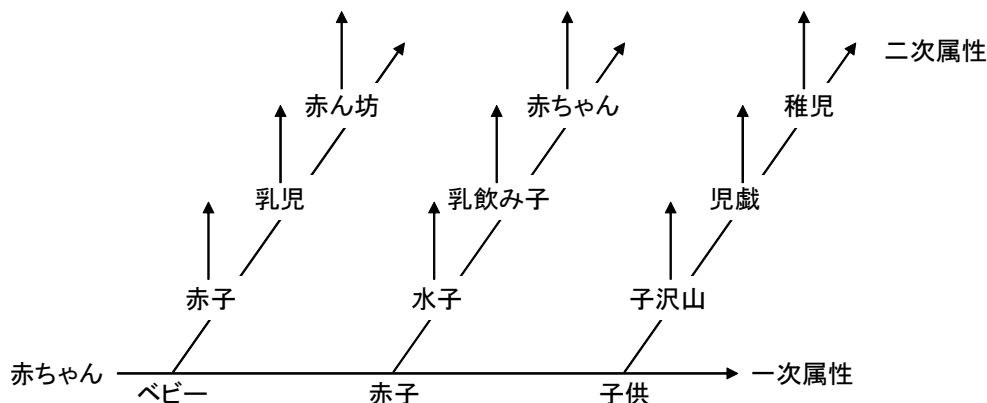 二次属性
赤ん坊 赤ちゃん 稚児
乳児 乳飲み子 児戯
赤子 水子 子沢山
赤ちゃん 一次属性
ベビー 赤子 子供